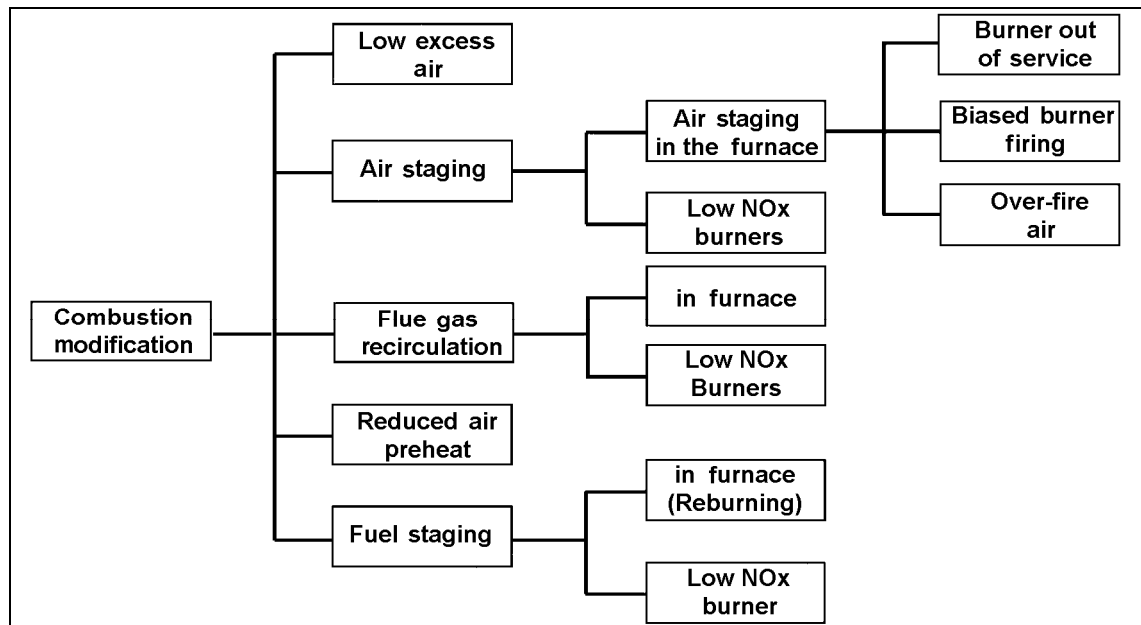 Combustion
modification
Low excess
air
Air staging
Flue gas
recirculation
Reduced air
preheat
Fuel staging
Air staging
in the furnace
Low NOx
burners
in furnace
Low NOx
Burners
in furnace
(Reburning)
Low NOx
burner
Burner out
of service
Biased burner
firing
Over-fire
air